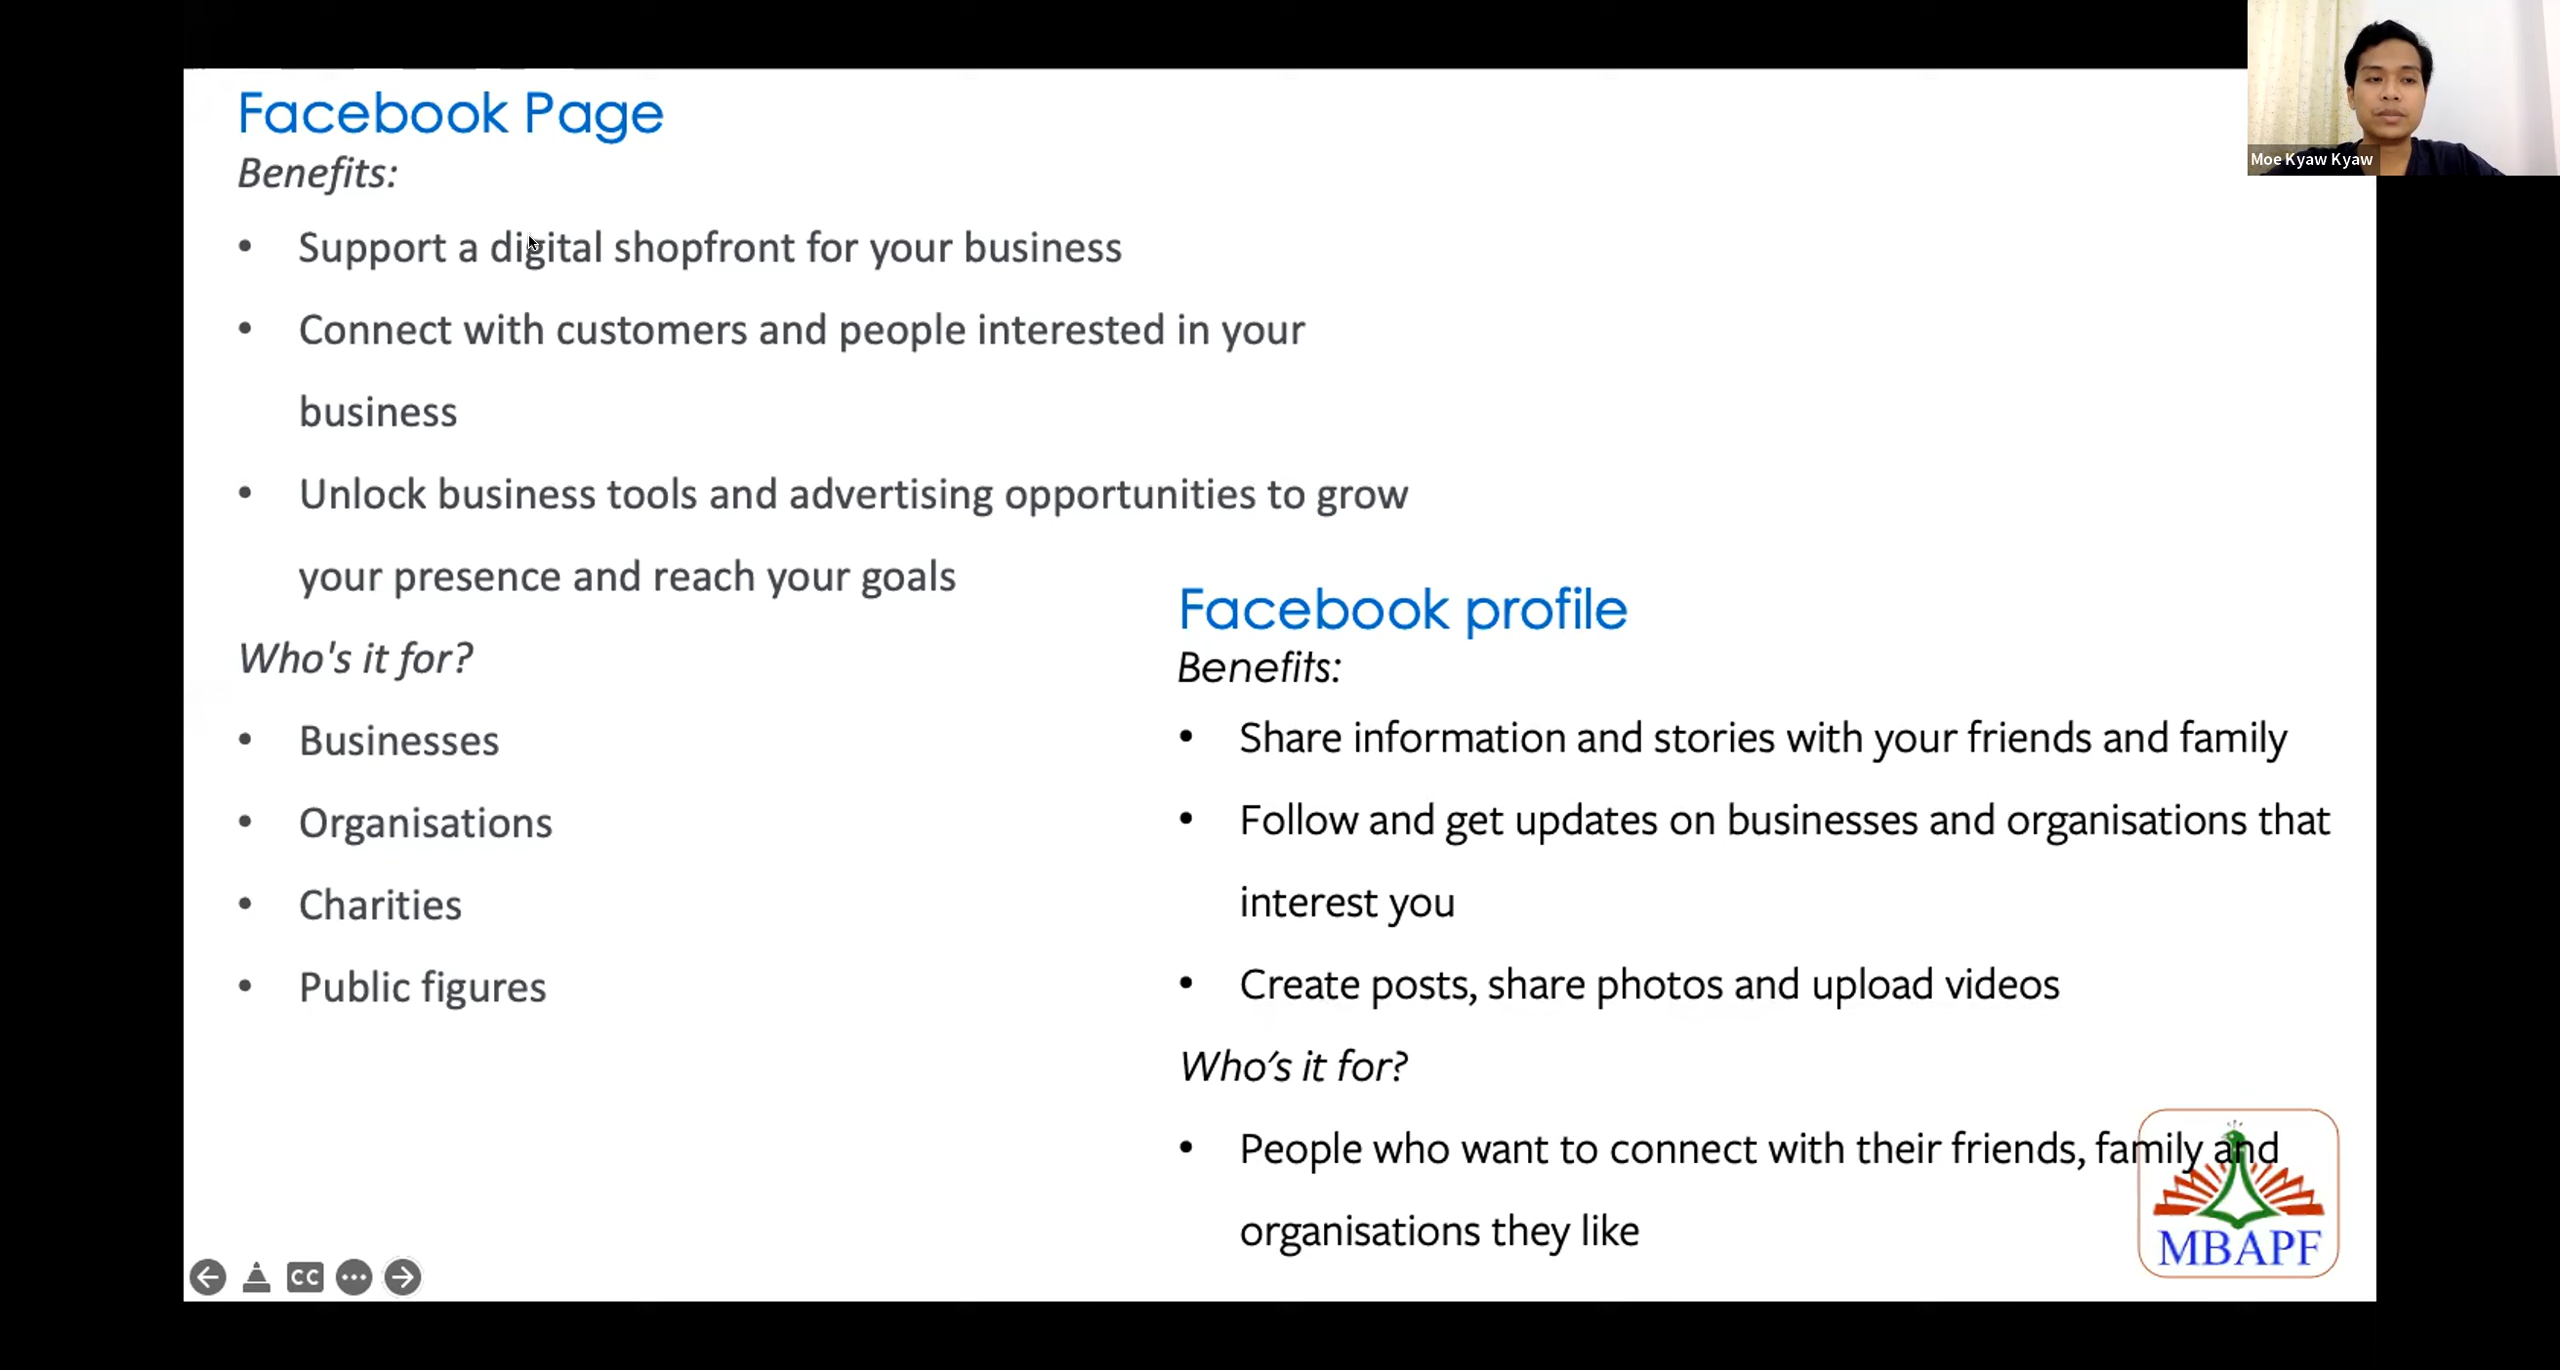 Facebook Page
Benefits:
• Support a digital shopfront for your business
• Connect with customers and people interested in your
business
• Unlock business tools and advertising opportunities to grow
your presence and reach your goals
Who's it for?
• Businesses
• Organisations
• Charities
• Public figures
Facebook profile
Benefits:
• Share information and stories with your friends and family
• Follow and get updates on businesses and organisations that
interest you
• Create posts, share photos and upload videos
Who's it for?
• People who want to connect with their friends, family and
organisations they like
MBAPF
CC
Moe Kyaw Kyaw